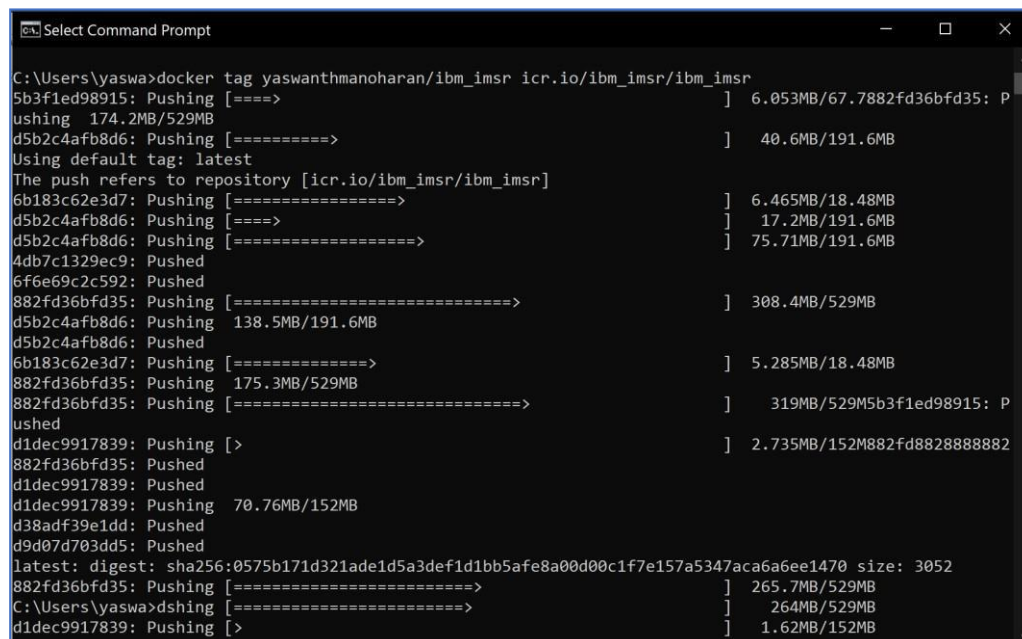 Select Command Prompt
C:\Users\yaswa>docker tag yaswanthmanoharan/ibm_imsr icr.io/ibm_imsr/ibm_imsr
5b3f1ed98915: Pushing [====>                                              ]  6.053MB/67.7882fd36bfd35: P
ushing  174.2MB/529MB
d5b2c4afb8d6: Pushing [==========>                                        ]   40.6MB/191.6MB
Using default tag: latest
The push refers to repository [icr.io/ibm_imsr/ibm_imsr]
6b183c62e3d7: Pushing [=================>                                 ]  6.465MB/18.48MB
d5b2c4afb8d6: Pushing [====>                                              ]   17.2MB/191.6MB
d5b2c4afb8d6: Pushing [===================>                               ]  75.71MB/191.6MB
4db7c1329ec9: Pushed
6f6e69c2c592: Pushed
882fd36bfd35: Pushing [=============================>                     ]  308.4MB/529MB
d5b2c4afb8d6: Pushing  138.5MB/191.6MB
d5b2c4afb8d6: Pushed
6b183c62e3d7: Pushing [==============>                                    ]  5.285MB/18.48MB
882fd36bfd35: Pushing  175.3MB/529MB
882fd36bfd35: Pushing [==============================>                    ]    319MB/529M5b3f1ed98915: P
ushed
d1dec9917839: Pushing [>                                                  ]  2.735MB/152M882fd8828888882
882fd36bfd35: Pushed
d1dec9917839: Pushed
d1dec9917839: Pushing  70.76MB/152MB
d38adf39e1dd: Pushed
d9d07d703dd5: Pushed
latest: digest: sha256:0575b171d321ade1d5a3def1d1bb5afe8a00d00c1f7e157a5347aca6a6ee1470 size: 3052
882fd36bfd35: Pushing [=========================>                         ]  265.7MB/529MB
C:\Users\yaswa>dshing [========================>                          ]    264MB/529MB
d1dec9917839: Pushing [>                                                  ]   1.62MB/152MB